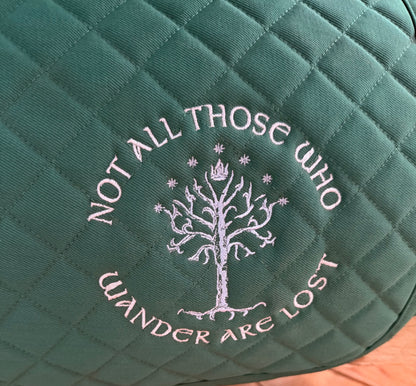 NOT ALL THOSE WHO
WANDER ARE LOST